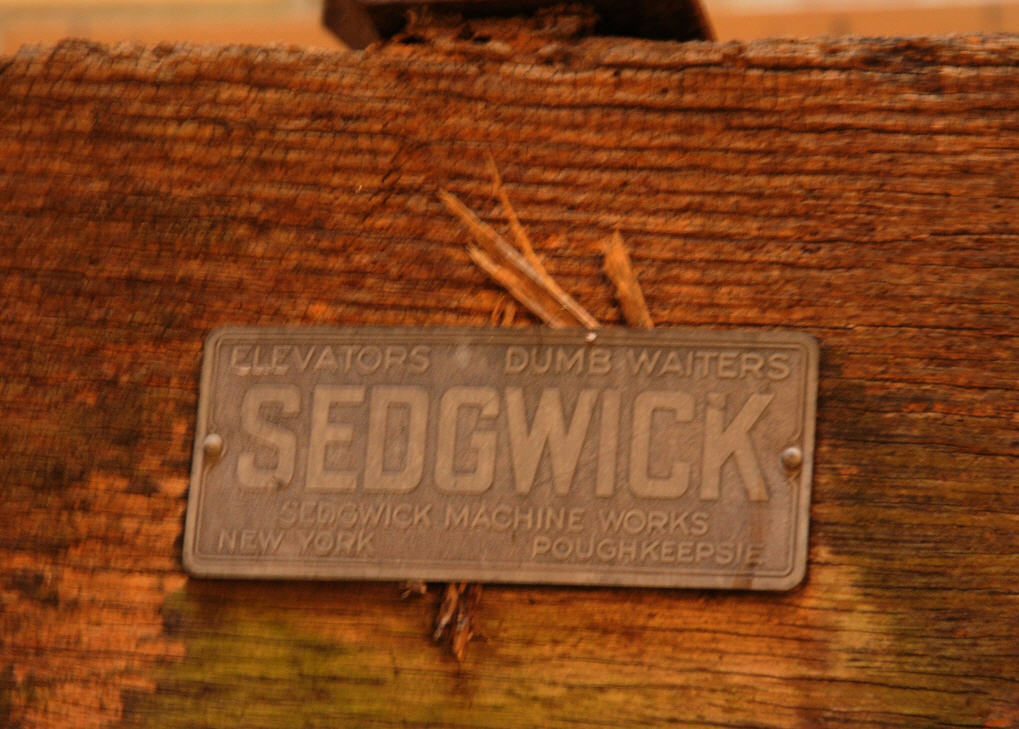 ELEVATORS DUMB WAITERS
SEDGWICK
SEDGWICK MACHINE WORKS
NEW YORK POUGHKEEPSIE